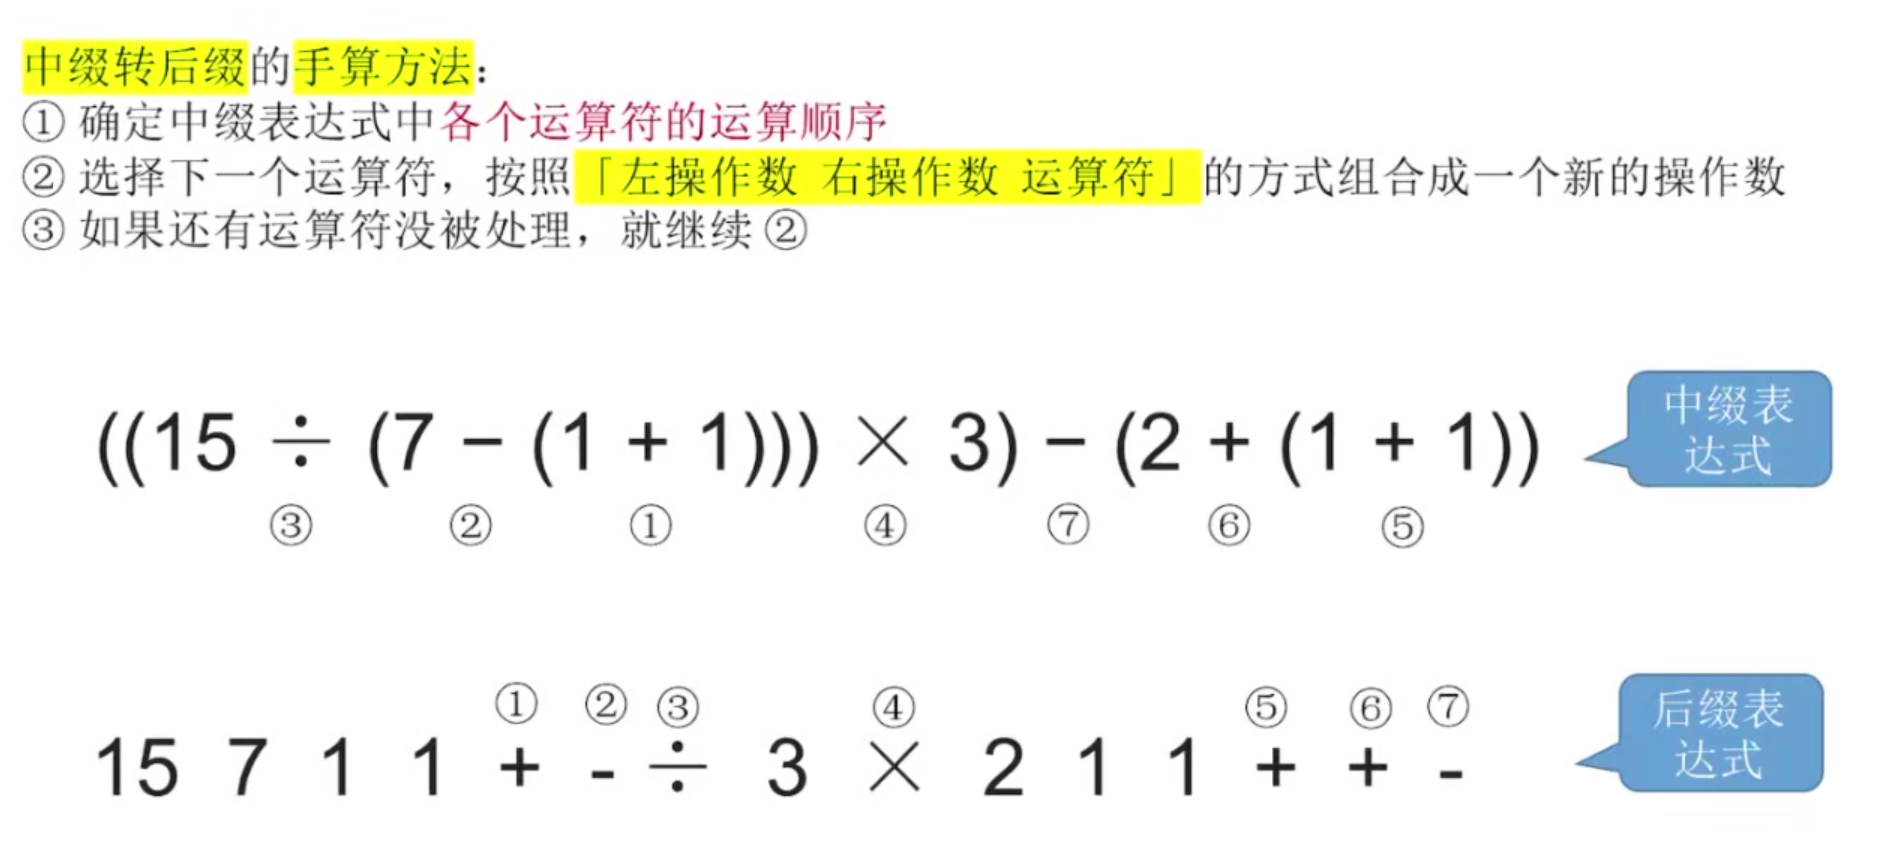 中缀转后缀的手算方法：
① 确定中缀表达式中各个运算符的运算顺序
② 选择下一个运算符，按照「左操作数 右操作数 运算符」的方式组合成一个新的操作数
③ 如果还有运算符没被处理，就继续 ②
((15 ÷ (7 − (1 + 1))) × 3) − (2 + (1 + 1))
中缀表
达式
③ ② ① ④ ⑦ ⑥ ⑤
① ② ③ ④ ⑤ ⑥ ⑦
15 7 1 1 + - ÷ 3 × 2 1 1 + + -
后缀表
达式